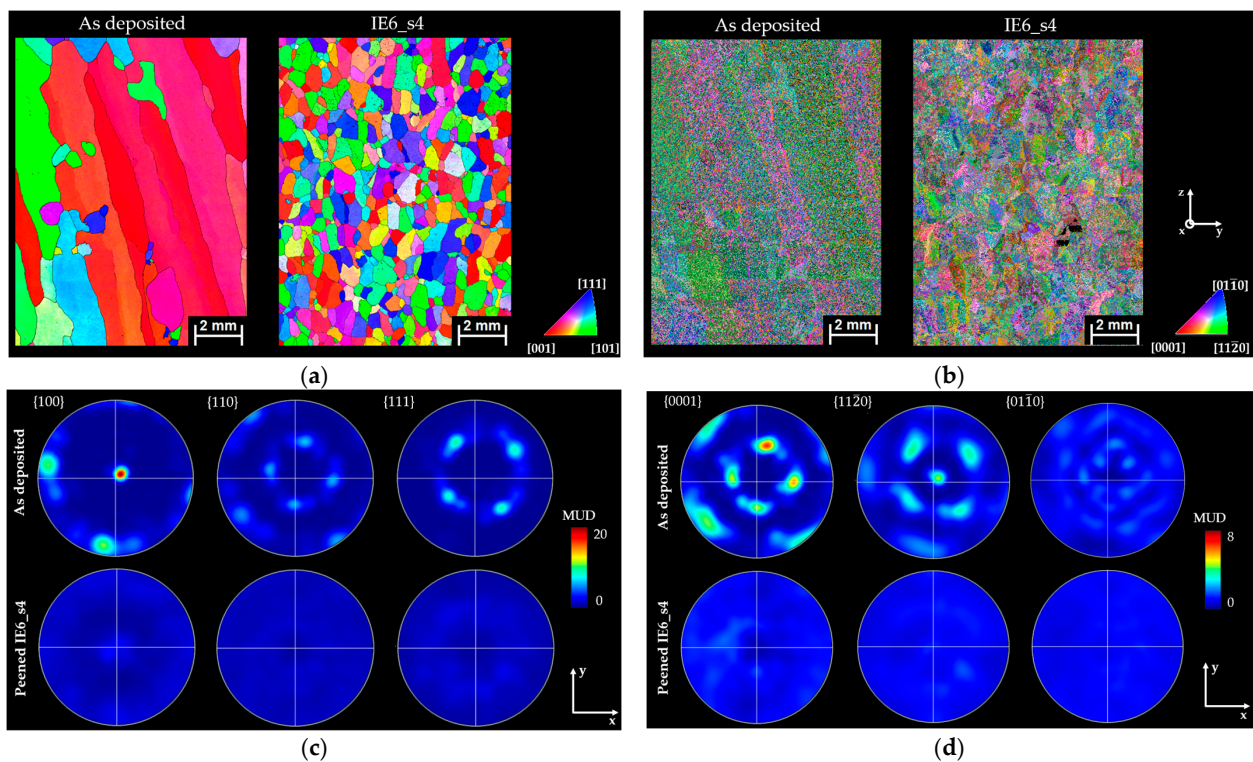 As deposited
IE6_s4
[111]
2 mm
2 mm
[001]
[101]
(a)
As deposited
IE6_s4
z
x
y
[011̅0]
2 mm
2 mm
[0001]
[112̅0]
(b)
{100}
{110}
{111}
As deposited
MUD
20
0
Peened IE6_s4
y
x
(c)
{0001}
{112̅0}
{011̅0}
As deposited
MUD
8
0
Peened IE6_s4
y
x
(d)